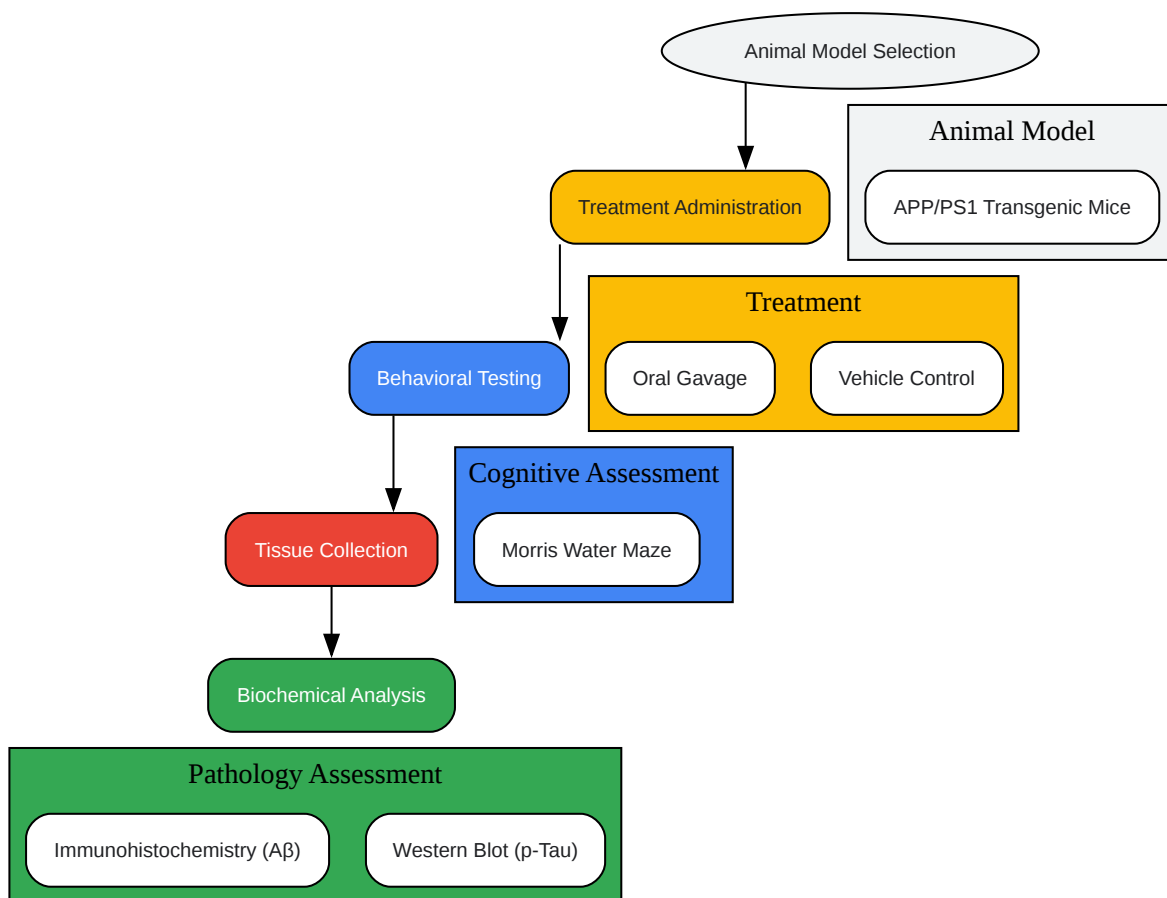 Animal Model Selection
Animal Model
Treatment Administration
APP/PS1 Transgenic Mice
Treatment
Behavioral Testing
Oral Gavage
Vehicle Control
Cognitive Assessment
Tissue Collection
Morris Water Maze
Biochemical Analysis
Pathology Assessment
Immunohistochemistry (Aβ)
Western Blot (p-Tau)